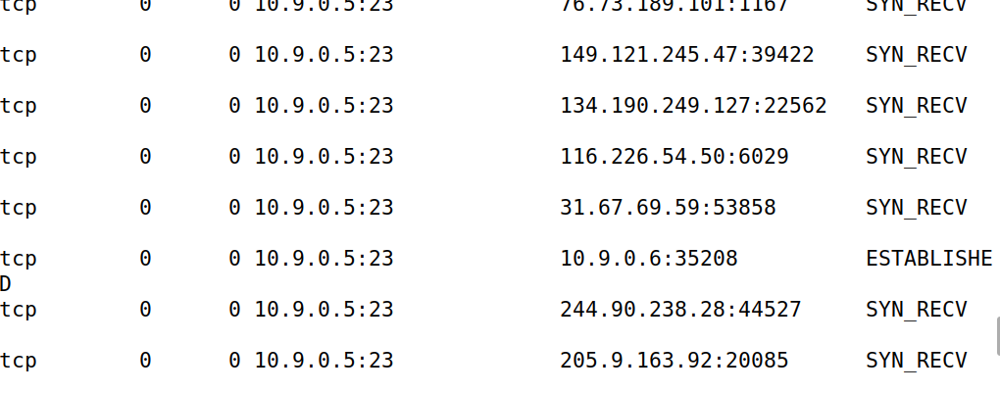 tcp 0 0 10.9.0.5:23 76.73.189.101:1167 SYN_RECV
tcp 0 0 10.9.0.5:23 149.121.245.47:39422 SYN_RECV
tcp 0 0 10.9.0.5:23 134.190.249.127:22562 SYN_RECV
tcp 0 0 10.9.0.5:23 116.226.54.50:6029 SYN_RECV
tcp 0 0 10.9.0.5:23 31.67.69.59:53858 SYN_RECV
tcp 0 0 10.9.0.5:23 10.9.0.6:35208 ESTABLISHE
D
tcp 0 0 10.9.0.5:23 244.90.238.28:44527 SYN_RECV
tcp 0 0 10.9.0.5:23 205.9.163.92:20085 SYN_RECV